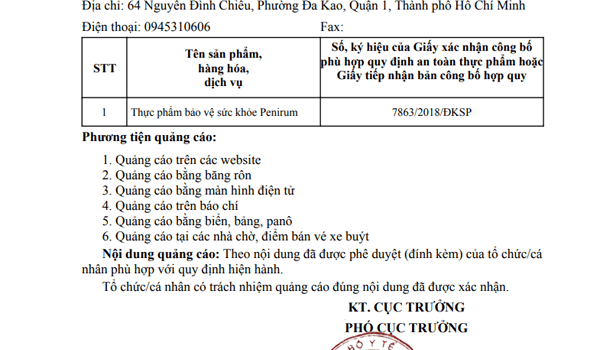 Địa chỉ: 64 Nguyễn Đình Chiểu, Phường Đa Kao, Quận 1, Thành phố Hồ Chí Minh
Điện thoại: 0945310606 Fax:
STT
Tên sản phẩm,
hàng hóa,
dịch vụ
Số, ký hiệu của Giấy xác nhận công bố
phù hợp quy định an toàn thực phẩm hoặc
Giấy tiếp nhận bản công bố hợp quy
1 Thực phẩm bảo vệ sức khỏe Penirum 7863/2018/ĐKSP
Phương tiện quảng cáo:
1. Quảng cáo trên các website
2. Quảng cáo bằng băng rôn
3. Quảng cáo bằng màn hình điện tử
4. Quảng cáo trên báo chí
5. Quảng cáo bằng biển, bảng, panô
6. Quảng cáo tại các nhà chờ, điểm bán vé xe buýt
Nội dung quảng cáo: Theo nội dung đã được phê duyệt (đính kèm) của tổ chức/cá
nhân phù hợp với quy định hiện hành.
Tổ chức/cá nhân có trách nhiệm quảng cáo đúng nội dung đã được xác nhận.
KT. CỤC TRƯỞNG
PHÓ CỤC TRƯỞNG
Y TẾ